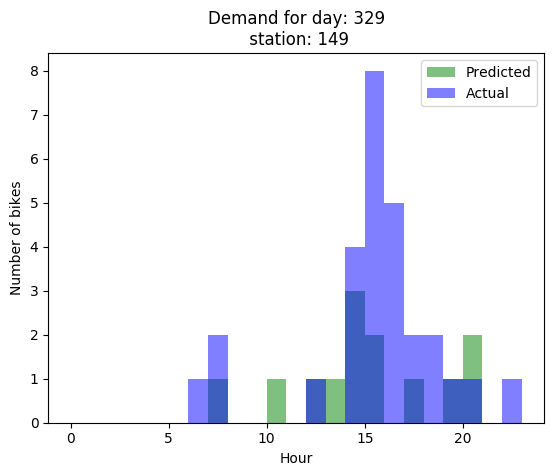 Demand for day: 329
station: 149
Predicted
Actual
Number of bikes
8
7
6
5
4
3
2
1
0
0 5 10 15 20
Hour